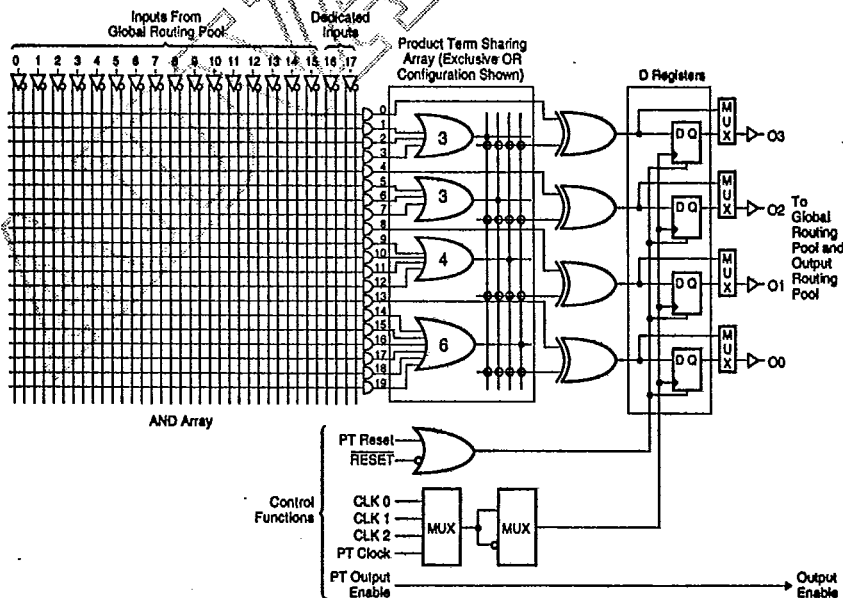 Inputs From
Global Routing Pool
Dedicated
Inputs
0 1 2 3 4 5 6 7 8 9 10 11 12 13 14 15 16 17
Product Term Sharing
Array (Exclusive OR
Configuration Shown)
D Registers
0
1
2
3
4
5
6
7
8
9
10
11
12
13
14
15
16
17
18
19
3
3
4
6
D Q
D Q
D Q
D Q
MUX
MUX
MUX
MUX
O3
O2
O1
O0
To
Global
Routing
Pool and
Output
Routing
Pool
AND Array
Control
Functions
PT Reset
RESET
CLK 0
CLK 1
CLK 2
PT Clock
MUX
MUX
PT Output
Enable
Output
Enable